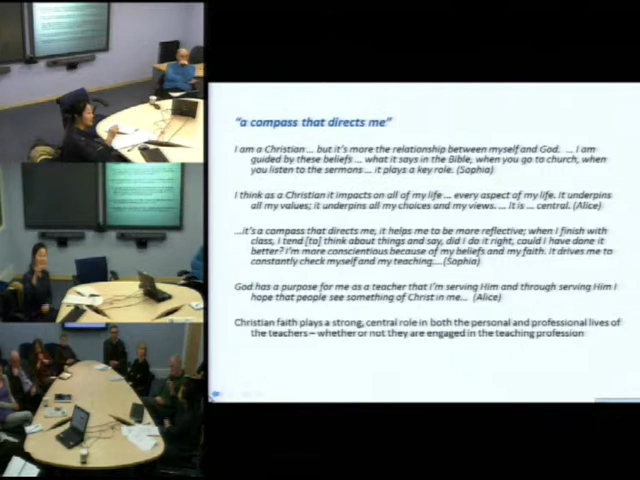 "a compass that directs me"
I am a Christian ... but it's more the relationship between myself and God. ... I am
guided by these beliefs ... what it says in the Bible; when you go to church, when
you listen to the sermons ... it plays a key role. (Sophia)
I think as a Christian it impacts on all of my life ... every aspect of my life. It underpins
all my values; it underpins all my choices and my views. ... It is ... central. (Alice)
...it's a compass that directs me, it helps me to be more reflective; when I finish with
class, I tend [to] think about things and say, did I do it right, could I have done it
better? I'm more conscientious because of my beliefs and my faith. It drives me to
constantly check myself and my teaching....(Sophia)
God has a purpose for me as a teacher that I'm serving Him and through serving Him I
hope that people see something of Christ in me... (Alice)
Christian faith plays a strong, central role in both the personal and professional lives of
the teachers – whether or not they are engaged in the teaching profession